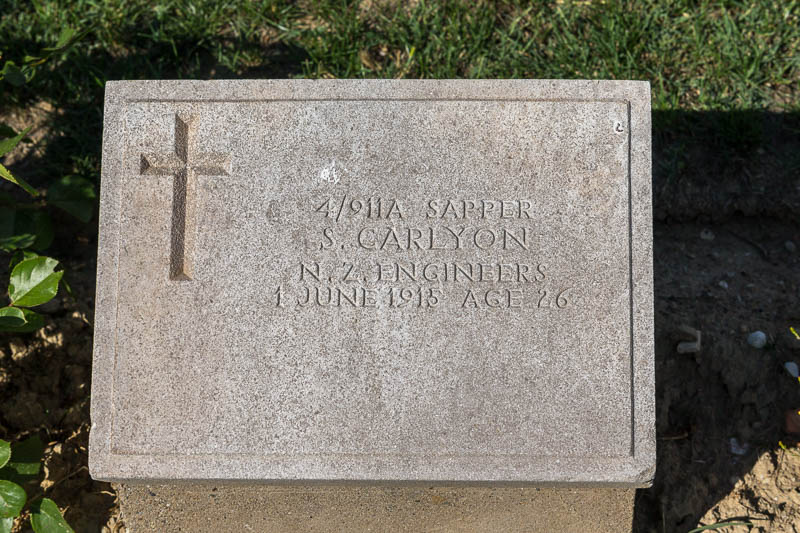 4/911A SAPPER
S. CARLYON
N. Z. ENGINEERS
1 JUNE 1915 AGE 26